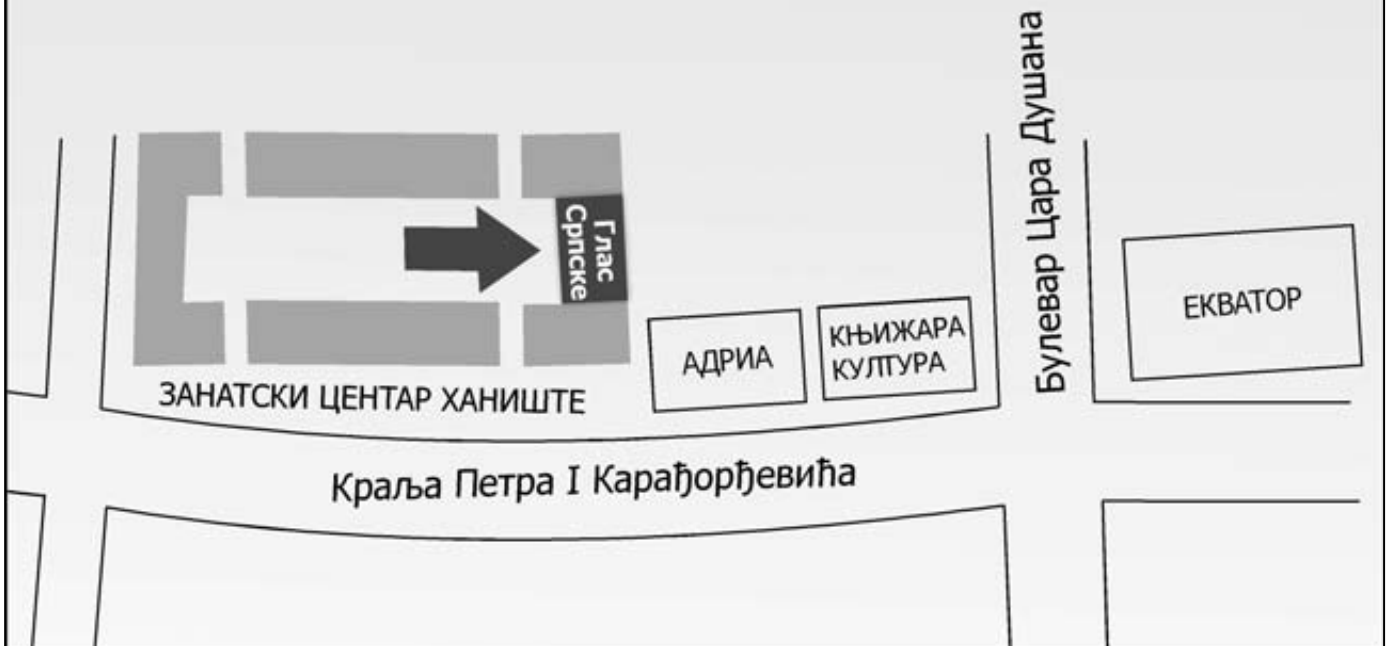 Булевар Цара Душана
Глас
Српске
ЕКВАТОР
КЊИЖАРА
КУЛТУРА
АДРИА
ЗАНАТСКИ ЦЕНТАР ХАНИШТЕ
Краља Петра I Карађорђевића